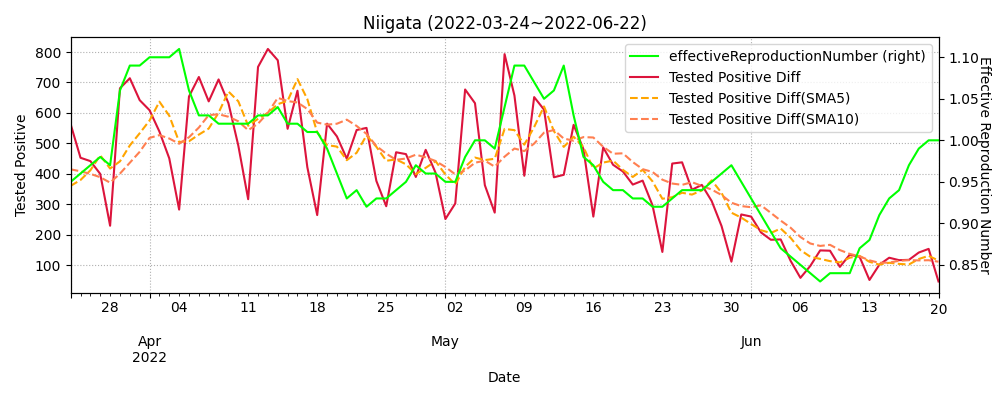 Niigata (2022-03-24~2022-06-22)
effectiveReproductionNumber (right)
Tested Positive Diff
Tested Positive Diff(SMA5)
Tested Positive Diff(SMA10)
Tested Positive
800
700
600
500
400
300
200
100
1.10
1.05
1.00
0.95
0.90
0.85
Effective Reproduction Number
28 04 11 18 25 02 09 16 23 30 06 13 20
Apr May Jun
2022
Date